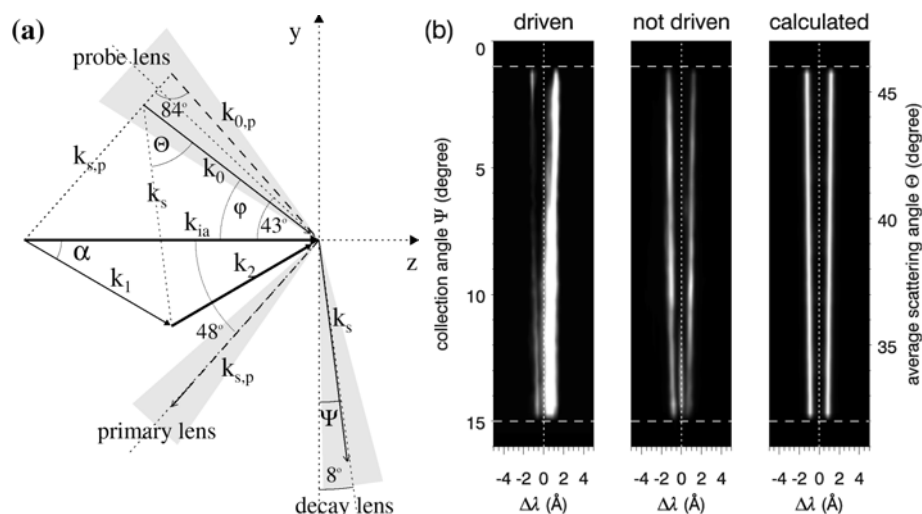 (a)
y
probe lens
84°
k0,p
Θ
k0
ks,p
ks
φ
kia
43°
z
α
k1
k2
48°
ks
ks,p
Ψ
primary lens
8°
decay lens
(b)
driven
not driven
calculated
0
5
10
15
collection angle Ψ (degree)
45
40
35
average scattering angle Θ (degree)
-4 -2 0 2 4
-4 -2 0 2 4
-4 -2 0 2 4
Δλ (Å)
Δλ (Å)
Δλ (Å)